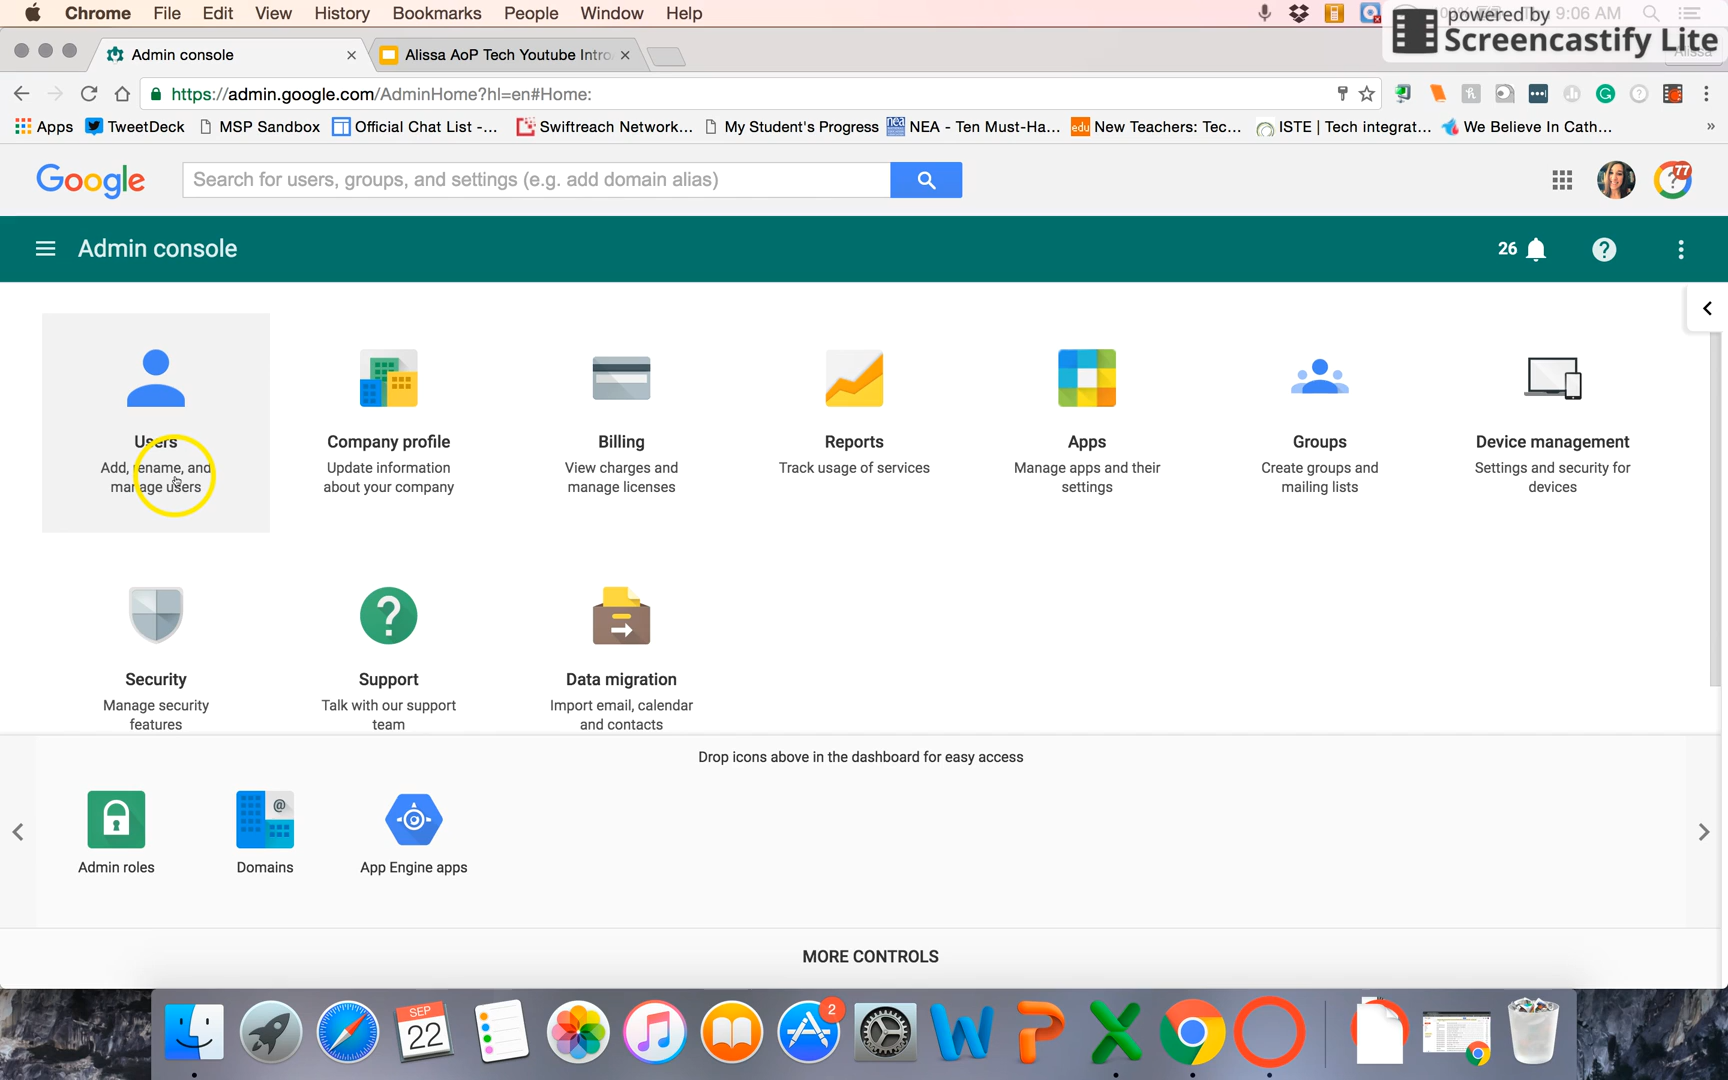 Chrome File Edit View History Bookmarks People Window Help 9:06 AM
powered by
Screencastify Lite
Admin console Alissa AoP Tech Youtube Intro
https://admin.google.com/AdminHome?hl=en#Home:
Apps TweetDeck MSP Sandbox Official Chat List -... Swiftreach Network... My Student's Progress NEA - Ten Must-Ha... New Teachers: Tec... ISTE | Tech integrat... We Believe In Cath... »
Google Search for users, groups, and settings (e.g. add domain alias) 77
Admin console 26
Users Company profile Billing Reports Apps Groups Device management
Add, rename, and Update information View charges and Track usage of services Manage apps and their Create groups and Settings and security for
manage users about your company manage licenses settings mailing lists devices
Security Support Data migration
Manage security Talk with our support Import email, calendar
features team and contacts
Drop icons above in the dashboard for easy access
@
Admin roles Domains App Engine apps
MORE CONTROLS
SEP
22
2